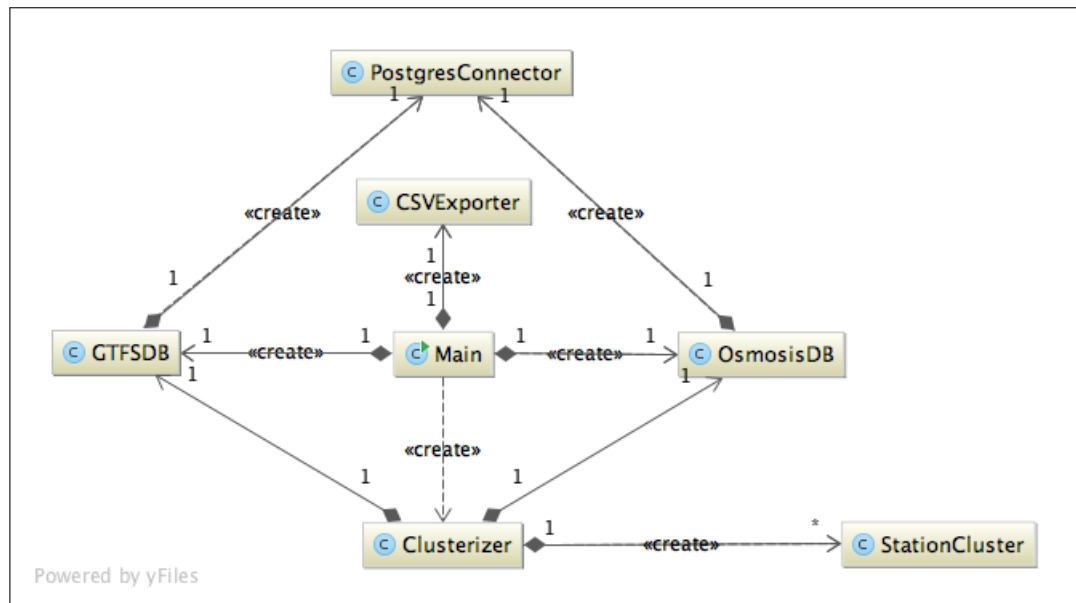 C PostgresConnector
1
1
«create»
C CSVExporter
«create»
1
«create»
1
1
1
C GTFSDB
1
«create»
1
C Main
1
«create»
1
C OsmosisDB
1
1
«create»
1
1
C Clusterizer
1
«create»
*
C StationCluster
Powered by yFiles